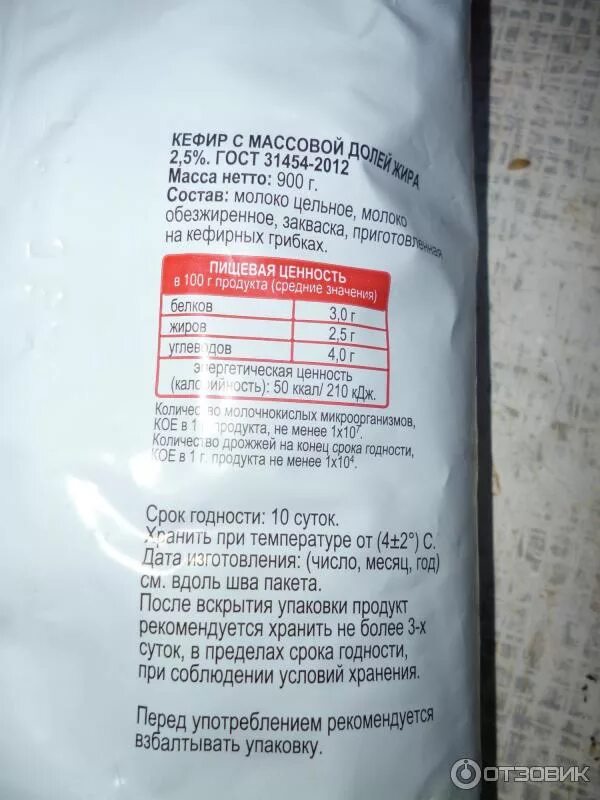 КЕФИР С МАССОВОЙ ДОЛЕЙ ЖИРА
2,5%. ГОСТ 31454-2012
Масса нетто: 900 г.
Состав: молоко цельное, молоко
обезжиренное, закваска, приготовленная
на кефирных грибках.
ПИЩЕВАЯ ЦЕННОСТЬ
в 100 г продукта (средние значения)
белков 3,0 г
жиров 2,5 г
углеводов 4,0 г
энергетическая ценность
(калорийность): 50 ккал/ 210 кДж.
Количество молочнокислых микроорганизмов,
КОЕ в 1 г. продукта, не менее 1x10⁷.
Количество дрожжей на конец срока годности,
КОЕ в 1 г. продукта не менее 1x10⁴.
Срок годности: 10 суток.
Хранить при температуре от (4±2°) С.
Дата изготовления: (число, месяц, год)
см. вдоль шва пакета.
После вскрытия упаковки продукт
рекомендуется хранить не более 3-х
суток, в пределах срока годности,
при соблюдении условий хранения.
Перед употреблением рекомендуется
взбалтывать упаковку.
ОТЗОВИК